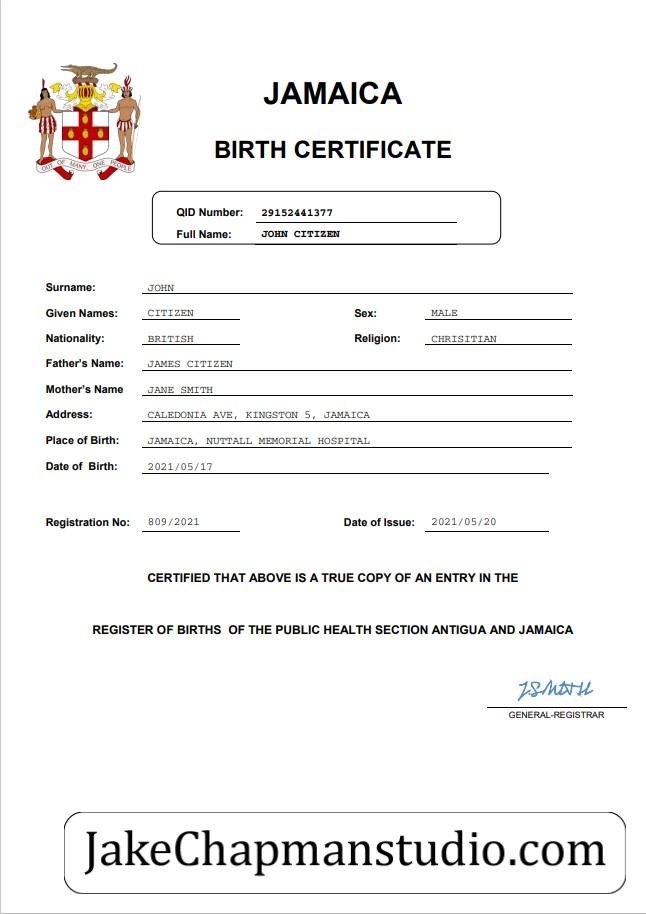 JAMAICA
BIRTH CERTIFICATE
OUT OF MANY, ONE PEOPLE
QID Number: 29152441377
Full Name: JOHN CITIZEN
Surname: JOHN
Given Names: CITIZEN Sex: MALE
Nationality: BRITISH Religion: CHRISITIAN
Father's Name: JAMES CITIZEN
Mother's Name JANE SMITH
Address: CALEDONIA AVE, KINGSTON 5, JAMAICA
Place of Birth: JAMAICA, NUTTALL MEMORIAL HOSPITAL
Date of Birth: 2021/05/17
Registration No: 809/2021 Date of Issue: 2021/05/20
CERTIFIED THAT ABOVE IS A TRUE COPY OF AN ENTRY IN THE
REGISTER OF BIRTHS OF THE PUBLIC HEALTH SECTION ANTIGUA AND JAMAICA
J.SMITH
GENERAL-REGISTRAR
JakeChapmanstudio.com